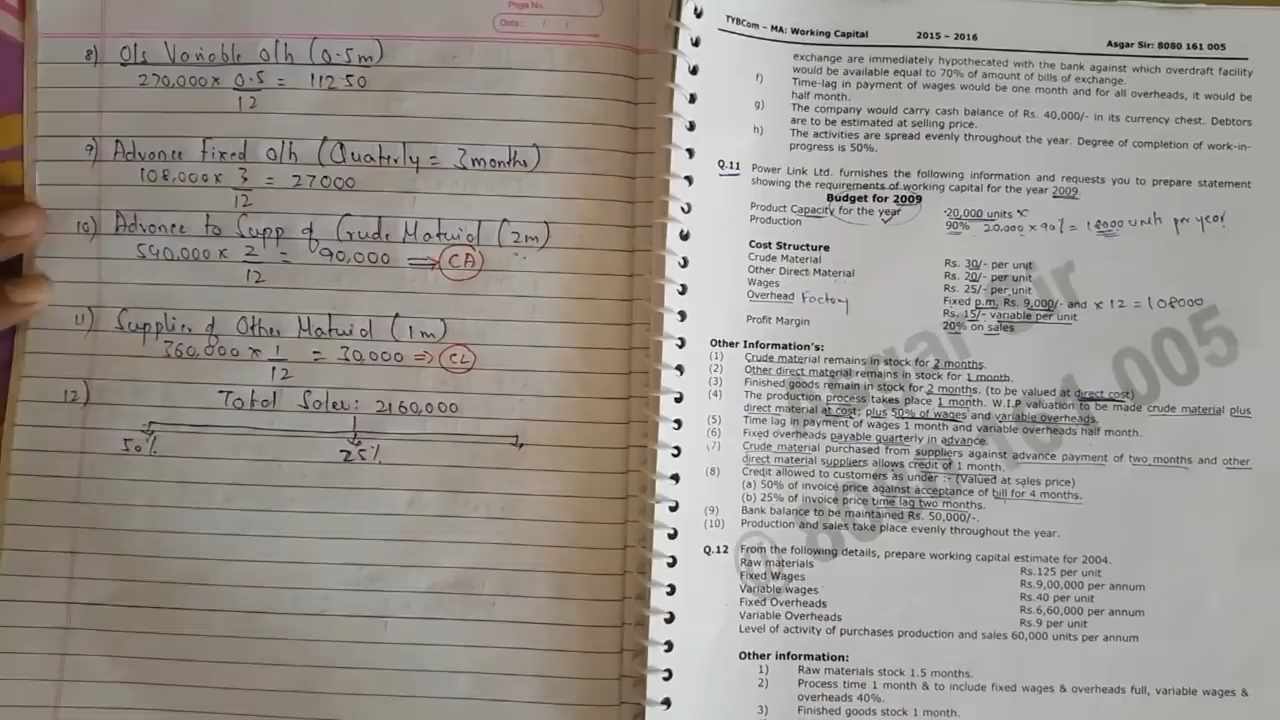 Page No.
Date: / /
8) O/s Variable o/h (0.5m)
270,000 x 0.5 = 11250
12
9) Advance fixed o/h (Quaterly = 3 months)
108,000 x 3 = 27000
12
10) Advance to Supp of Crude Material (2m)
540,000 x 2 = 90,000 ⇒ CA
12
11) Supplier of Other Material (1m)
360,000 x 1 = 30,000 ⇒ CL
12
12) Total Sales: 2160,000
50% 25%
TYBCom – MA: Working Capital 2015 – 2016 Asgar Sir: 8080 161 005
exchange are immediately hypothecated with the bank against which overdraft facility
would be available equal to 70% of amount of bills of exchange.
f) Time-lag in payment of wages would be one month and for all overheads, it would be
half month.
g) The company would carry cash balance of Rs. 40,000/- in its currency chest. Debtors
are to be estimated at selling price.
h) The activities are spread evenly throughout the year. Degree of completion of work-in-
progress is 50%.
Q.11 Power Link Ltd. furnishes the following information and requests you to prepare statement
showing the requirements of working capital for the year 2009.
Budget for 2009
Product Capacity for the year 20,000 units
Production 90% 20.000 x 90% = 18000 units per year
Cost Structure
Crude Material Rs. 30/- per unit
Other Direct Material Rs. 20/- per unit
Wages Rs. 25/- per unit
Overhead Factory Fixed p.m, Rs. 9,000/- and x 12 = 108000
Rs. 15/- variable per unit
Profit Margin 20% on sales
Other Information's:
(1) Crude material remains in stock for 2 months.
(2) Other direct material remains in stock for 1 month.
(3) Finished goods remain in stock for 2 months. (to be valued at direct cost)
(4) The production process takes place 1 month. W.I.P valuation to be made crude material plus
direct material at cost; plus 50% of wages and variable overheads.
(5) Time lag in payment of wages 1 month and variable overheads half month.
(6) Fixed overheads payable quarterly in advance.
(7) Crude material purchased from suppliers against advance payment of two months and other
direct material suppliers allows credit of 1 month.
(8) Credit allowed to customers as under :- (Valued at sales price)
(a) 50% of invoice price against acceptance of bill for 4 months.
(b) 25% of invoice price time lag two months.
(9) Bank balance to be maintained Rs. 50,000/-.
(10) Production and sales take place evenly throughout the year.
Q.12 From the following details, prepare working capital estimate for 2004.
Raw materials Rs.125 per unit
Fixed Wages Rs.9,00,000 per annum
Variable wages Rs.40 per unit
Fixed Overheads Rs.6,60,000 per annum
Variable Overheads Rs.9 per unit
Level of activity of purchases production and sales 60,000 units per annum
Other information:
1) Raw materials stock 1.5 months.
2) Process time 1 month & to include fixed wages & overheads full, variable wages &
overheads 40%.
3) Finished goods stock 1 month.